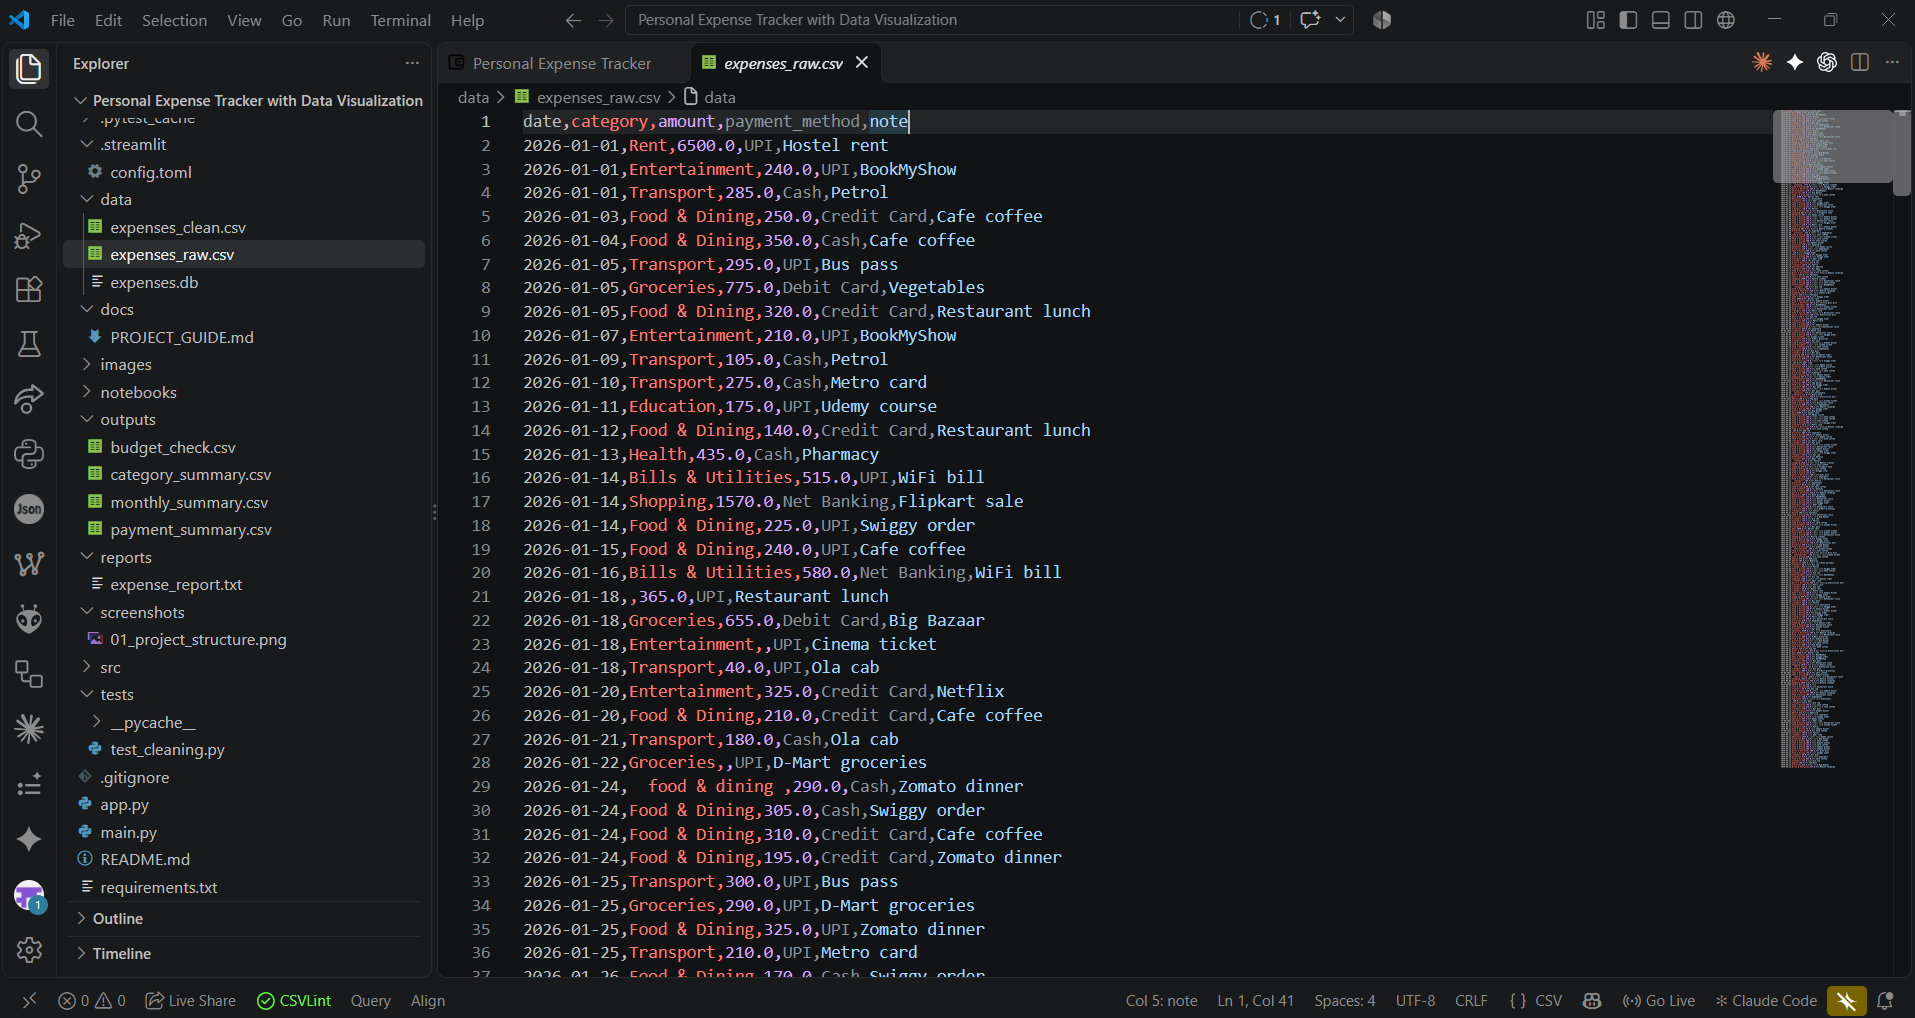 File Edit Selection View Go Run Terminal Help
Personal Expense Tracker with Data Visualization
1
Explorer
Personal Expense Tracker with Data Visualization
.pytest_cache
.streamlit
config.toml
data
expenses_clean.csv
expenses_raw.csv
expenses.db
docs
PROJECT_GUIDE.md
images
notebooks
outputs
budget_check.csv
category_summary.csv
monthly_summary.csv
payment_summary.csv
reports
expense_report.txt
screenshots
01_project_structure.png
src
tests
__pycache__
test_cleaning.py
.gitignore
app.py
main.py
README.md
requirements.txt
Outline
Timeline
Json
1
Personal Expense Tracker
expenses_raw.csv
data > expenses_raw.csv > data
1 date,category,amount,payment_method,note
2 2026-01-01,Rent,6500.0,UPI,Hostel rent
3 2026-01-01,Entertainment,240.0,UPI,BookMyShow
4 2026-01-01,Transport,285.0,Cash,Petrol
5 2026-01-03,Food & Dining,250.0,Credit Card,Cafe coffee
6 2026-01-04,Food & Dining,350.0,Cash,Cafe coffee
7 2026-01-05,Transport,295.0,UPI,Bus pass
8 2026-01-05,Groceries,775.0,Debit Card,Vegetables
9 2026-01-05,Food & Dining,320.0,Credit Card,Restaurant lunch
10 2026-01-07,Entertainment,210.0,UPI,BookMyShow
11 2026-01-09,Transport,105.0,Cash,Petrol
12 2026-01-10,Transport,275.0,Cash,Metro card
13 2026-01-11,Education,175.0,UPI,Udemy course
14 2026-01-12,Food & Dining,140.0,Credit Card,Restaurant lunch
15 2026-01-13,Health,435.0,Cash,Pharmacy
16 2026-01-14,Bills & Utilities,515.0,UPI,WiFi bill
17 2026-01-14,Shopping,1570.0,Net Banking,Flipkart sale
18 2026-01-14,Food & Dining,225.0,UPI,Swiggy order
19 2026-01-15,Food & Dining,240.0,UPI,Cafe coffee
20 2026-01-16,Bills & Utilities,580.0,Net Banking,WiFi bill
21 2026-01-18,,365.0,UPI,Restaurant lunch
22 2026-01-18,Groceries,655.0,Debit Card,Big Bazaar
23 2026-01-18,Entertainment,,UPI,Cinema ticket
24 2026-01-18,Transport,40.0,UPI,Ola cab
25 2026-01-20,Entertainment,325.0,Credit Card,Netflix
26 2026-01-20,Food & Dining,210.0,Credit Card,Cafe coffee
27 2026-01-21,Transport,180.0,Cash,Ola cab
28 2026-01-22,Groceries,,UPI,D-Mart groceries
29 2026-01-24,  food & dining ,290.0,Cash,Zomato dinner
30 2026-01-24,Food & Dining,305.0,Cash,Swiggy order
31 2026-01-24,Food & Dining,310.0,Credit Card,Cafe coffee
32 2026-01-24,Food & Dining,195.0,Credit Card,Zomato dinner
33 2026-01-25,Transport,300.0,UPI,Bus pass
34 2026-01-25,Groceries,290.0,UPI,D-Mart groceries
35 2026-01-25,Food & Dining,325.0,UPI,Zomato dinner
36 2026-01-25,Transport,210.0,UPI,Metro card
37 2026-01-26,Food & Dining,170.0,Cash,Swiggy order
0 0 Live Share CSVLint Query Align
Col 5: note Ln 1, Col 41 Spaces: 4 UTF-8 CRLF { } CSV Go Live Claude Code